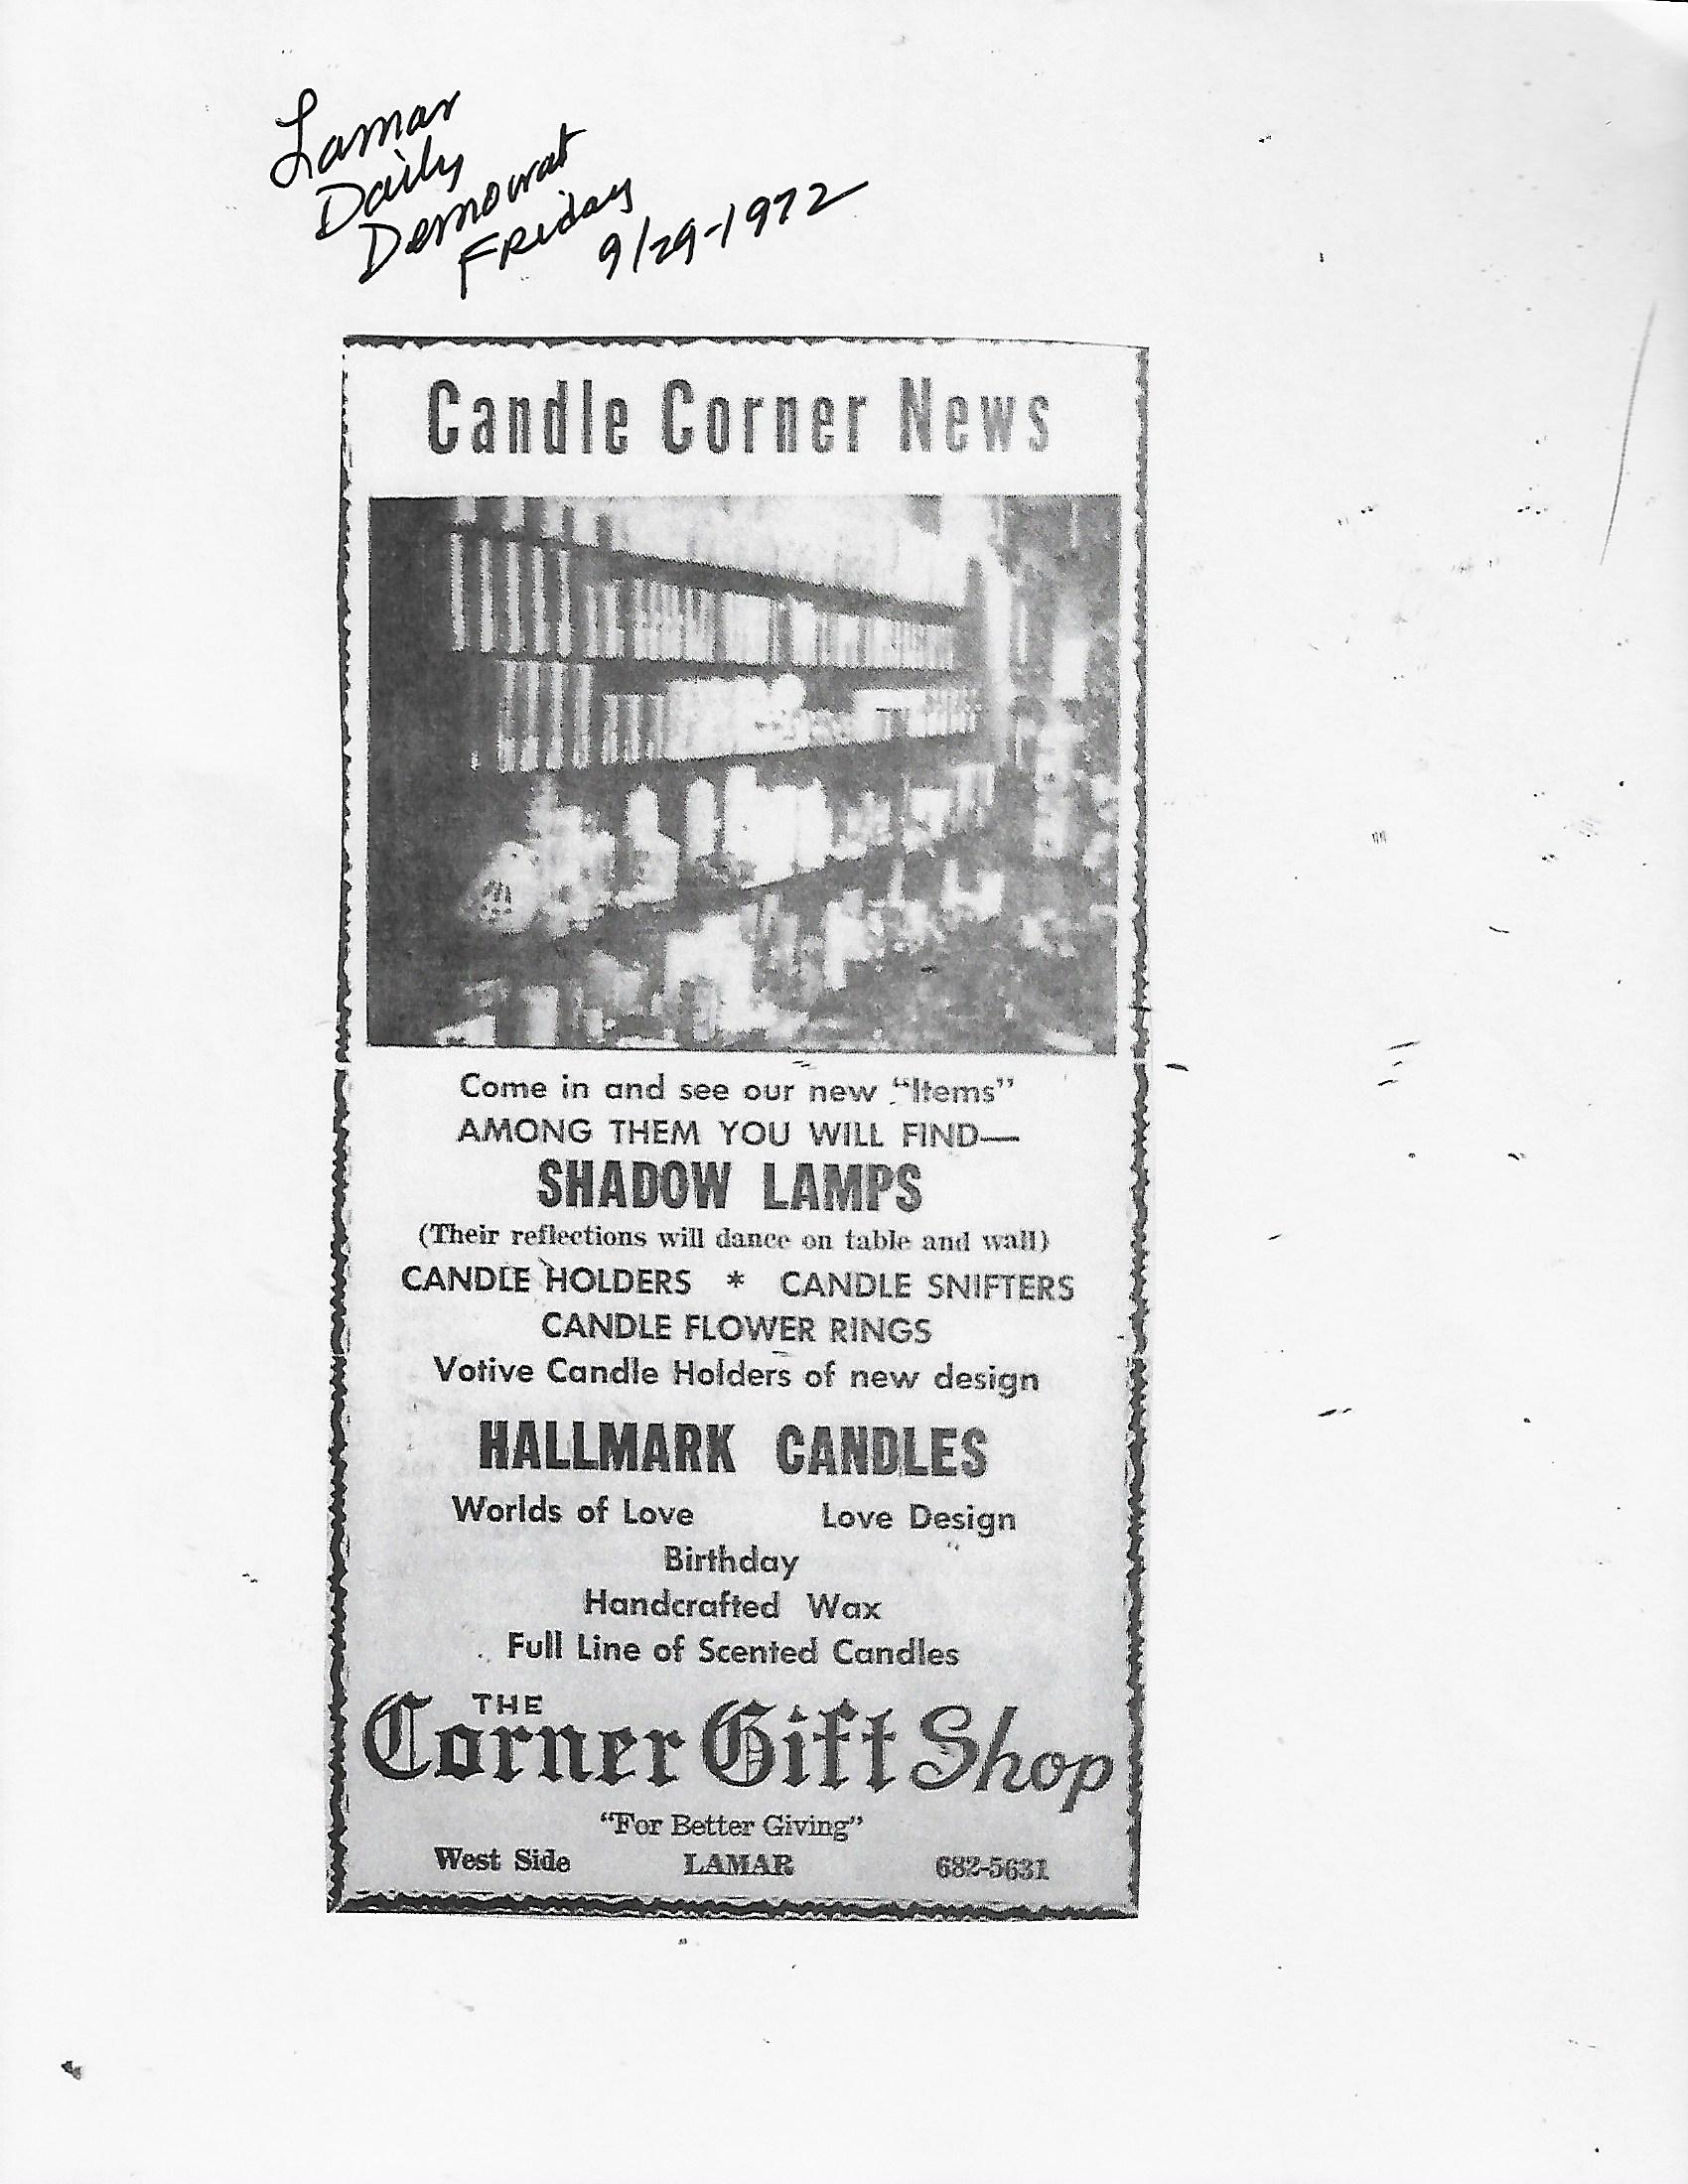 Lamar
Daily
Democrat
Friday
9/29-1972
Candle Corner News
Come in and see our new "Items"
AMONG THEM YOU WILL FIND—
SHADOW LAMPS
(Their reflections will dance on table and wall)
CANDLE HOLDERS * CANDLE SNIFTERS
CANDLE FLOWER RINGS
Votive Candle Holders of new design
HALLMARK CANDLES
Worlds of Love Love Design
Birthday
Handcrafted Wax
Full Line of Scented Candles
THE
Corner Gift Shop
"For Better Giving"
West Side LAMAR 682-5631